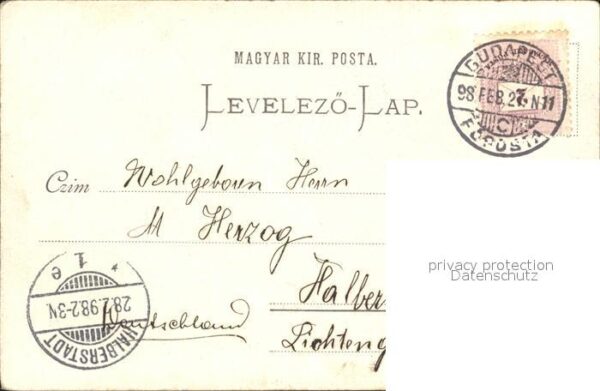 MAGYAR KIR. POSTA.
LEVELEZŐ-LAP.
BUDAPEST
98 FEB. 27. N11
C
FŐPOSTA
Czim Wohlgeborn Herrn
M Herzog
Halber
Deutschland
Lichteng
HALBERSTADT
28.2.98.2-3N
* 1 e
privacy protection
Datenschutz